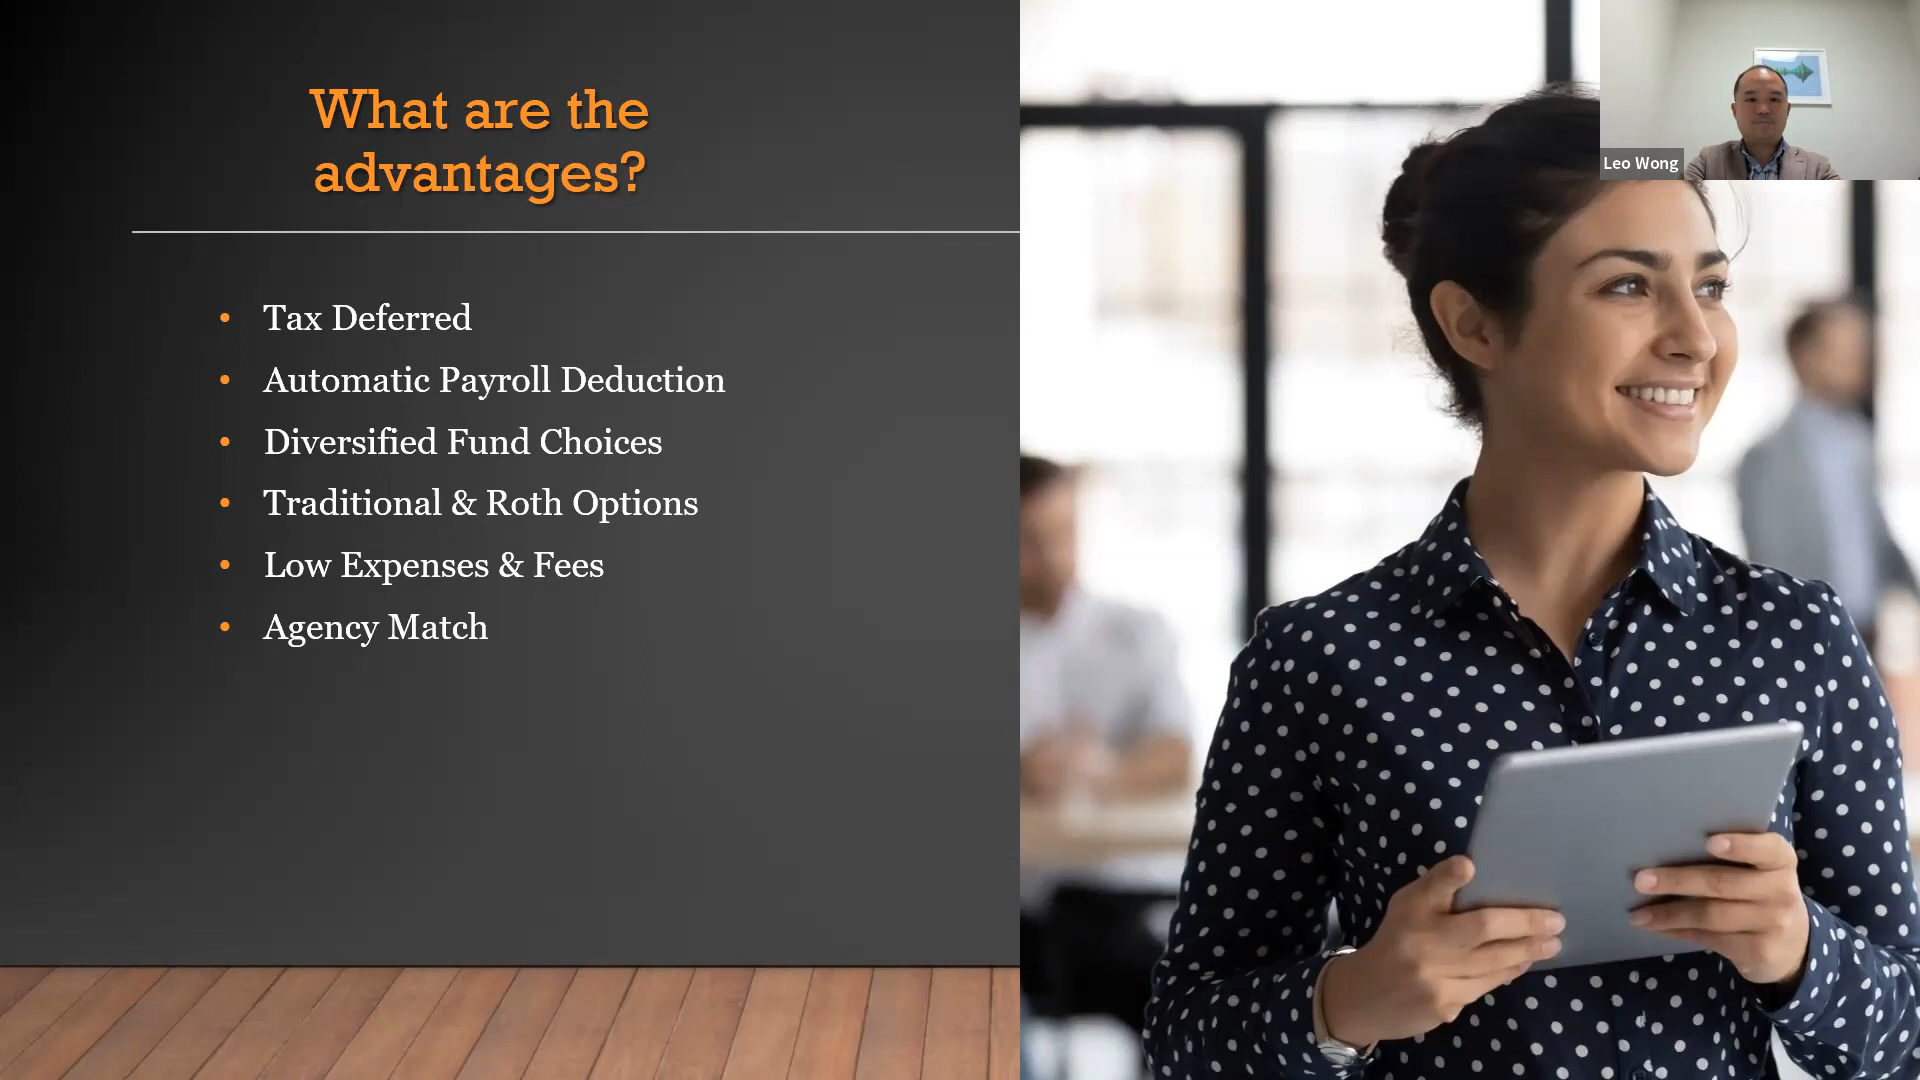 What are the
advantages?
Tax Deferred
Automatic Payroll Deduction
Diversified Fund Choices
Traditional & Roth Options
Low Expenses & Fees
Agency Match
Leo Wong